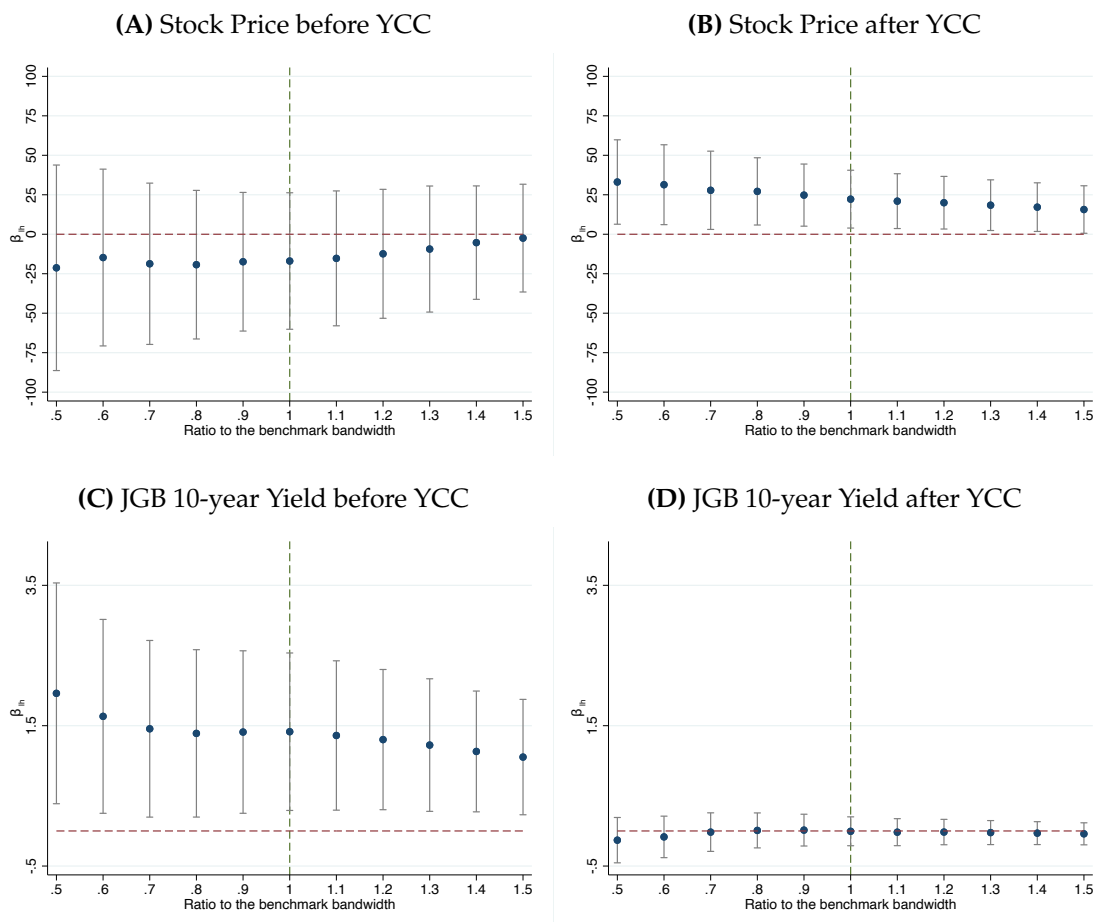 (A) Stock Price before YCC
100
75
50
25
0
-25
-50
-75
-100
β_lh
.5 .6 .7 .8 .9 1 1.1 1.2 1.3 1.4 1.5
Ratio to the benchmark bandwidth
(B) Stock Price after YCC
100
75
50
25
0
-25
-50
-75
-100
β_lh
.5 .6 .7 .8 .9 1 1.1 1.2 1.3 1.4 1.5
Ratio to the benchmark bandwidth
(C) JGB 10-year Yield before YCC
3.5
1.5
-.5
β_lh
.5 .6 .7 .8 .9 1 1.1 1.2 1.3 1.4 1.5
Ratio to the benchmark bandwidth
(D) JGB 10-year Yield after YCC
3.5
1.5
-.5
β_lh
.5 .6 .7 .8 .9 1 1.1 1.2 1.3 1.4 1.5
Ratio to the benchmark bandwidth